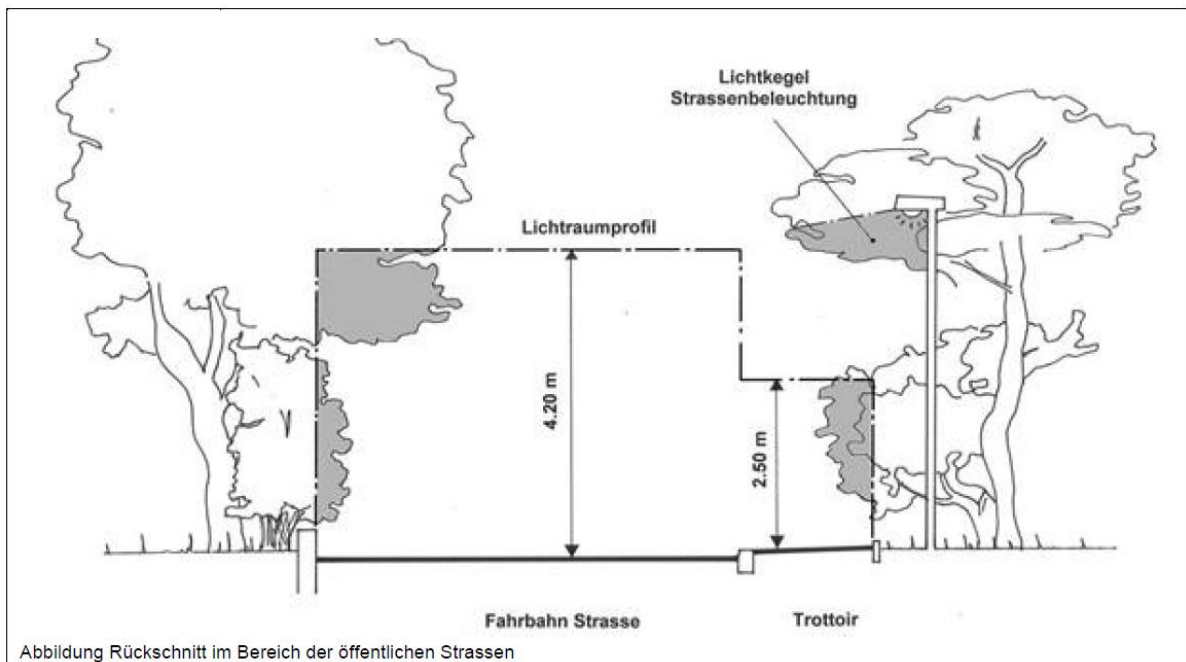 Lichtkegel
Strassenbeleuchtung
Lichtraumprofil
4.20 m
2.50 m
Fahrbahn Strasse
Trottoir
Abbildung Rückschnitt im Bereich der öffentlichen Strassen